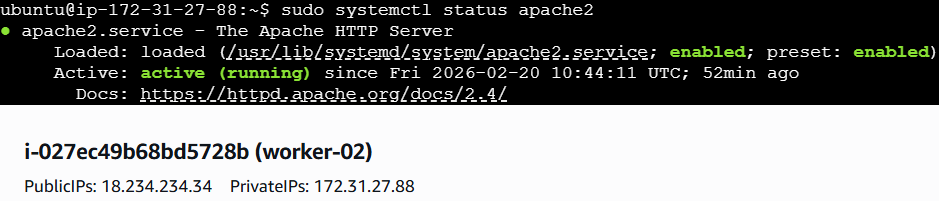 ubuntu@ip-172-31-27-88:~$ sudo systemctl status apache2
● apache2.service - The Apache HTTP Server
Loaded: loaded (/usr/lib/systemd/system/apache2.service; enabled; preset: enabled)
Active: active (running) since Fri 2026-02-20 10:44:11 UTC; 52min ago
Docs: https://httpd.apache.org/docs/2.4/
i-027ec49b68bd5728b (worker-02)
PublicIPs: 18.234.234.34 PrivateIPs: 172.31.27.88